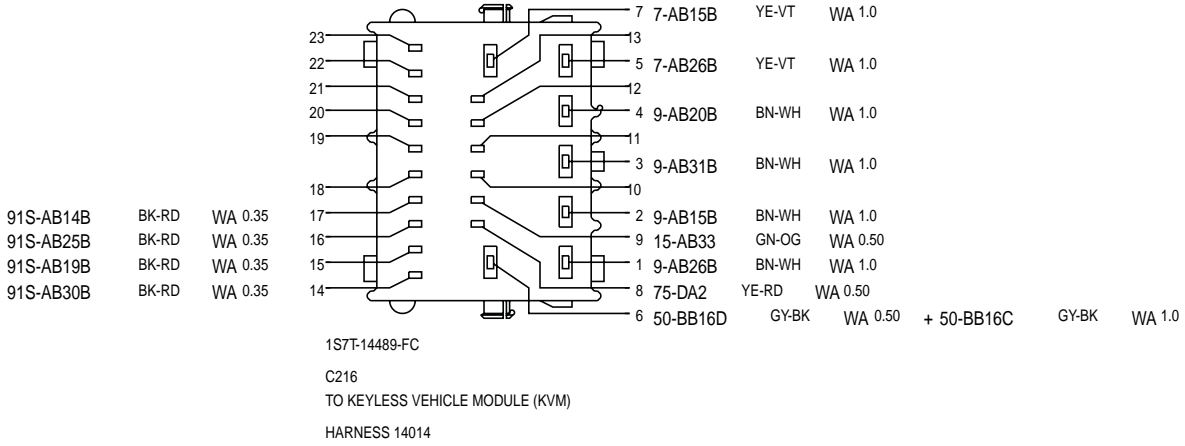 7 7-AB15B YE-VT WA 1.0
23 13
22 5 7-AB26B YE-VT WA 1.0
21 12
20 4 9-AB20B BN-WH WA 1.0
19 11
3 9-AB31B BN-WH WA 1.0
18 10
91S-AB14B BK-RD WA 0.35 17 2 9-AB15B BN-WH WA 1.0
91S-AB25B BK-RD WA 0.35 16 9 15-AB33 GN-OG WA 0.50
91S-AB19B BK-RD WA 0.35 15 1 9-AB26B BN-WH WA 1.0
91S-AB30B BK-RD WA 0.35 14 8 75-DA2 YE-RD WA 0.50
6 50-BB16D GY-BK WA 0.50 + 50-BB16C GY-BK WA 1.0
1S7T-14489-FC
C216
TO KEYLESS VEHICLE MODULE (KVM)
HARNESS 14014